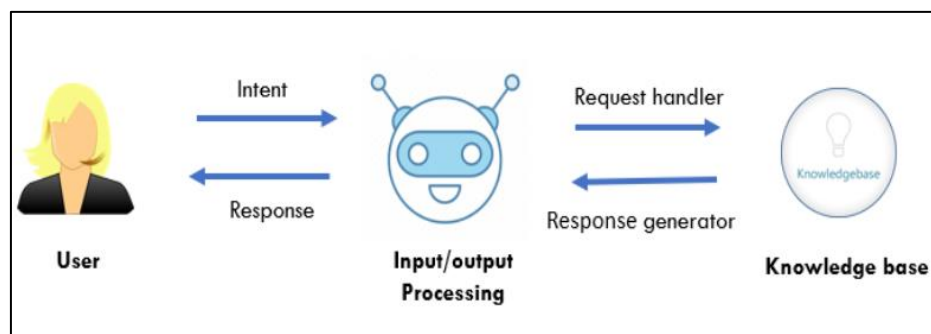 Intent
Request handler
Knowledgebase
Response
Response generator
User
Input/output
Processing
Knowledge base